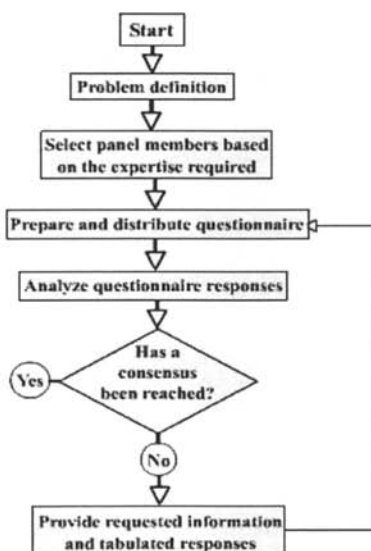 Start
Problem definition
Select panel members based
on the expertise required
Prepare and distribute questionnaire
Analyze questionnaire responses
Has a
consensus
been reached?
Yes
No
Provide requested information
and tabulated responses